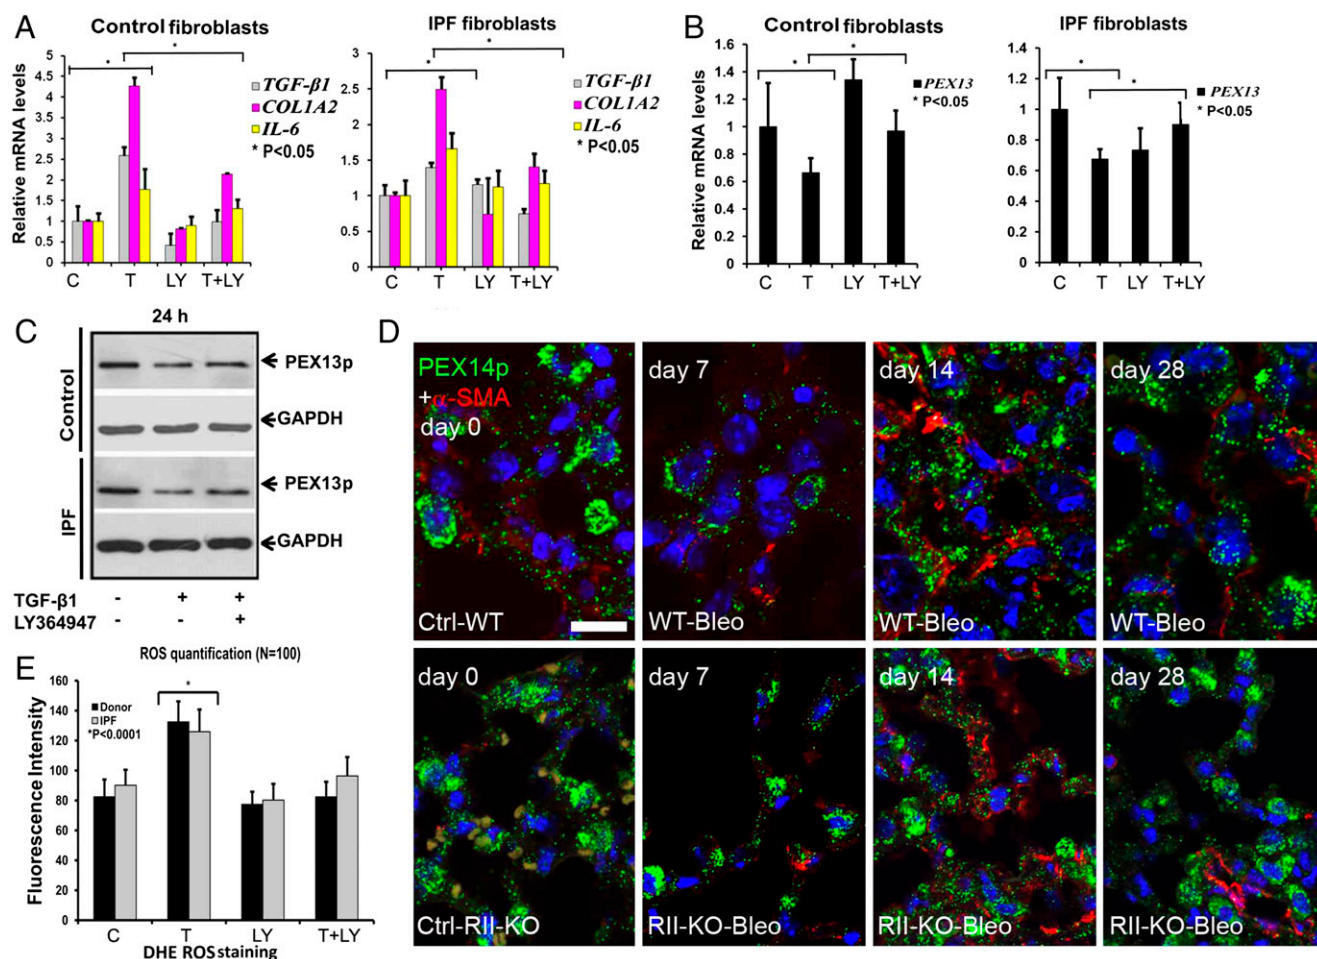 A
Control fibroblasts
Relative mRNA levels
5
4.5
4
3.5
3
2.5
2
1.5
1
0.5
0
*
*
TGF-β1
COL1A2
IL-6
* P<0.05
C T LY T+LY
IPF fibroblasts
3
2.5
2
1.5
1
0.5
0
*
*
TGF-β1
COL1A2
IL-6
* P<0.05
C T LY T+LY
B
Control fibroblasts
Relative mRNA levels
1.6
1.4
1.2
1
0.8
0.6
0.4
0.2
0
*
*
PEX13
* P<0.05
C T LY T+LY
IPF fibroblasts
1.4
1.2
1
0.8
0.6
0.4
0.2
0
*
*
PEX13
* P<0.05
C T LY T+LY
C
24 h
Control
PEX13p
GAPDH
IPF
PEX13p
GAPDH
TGF-β1 - + +
LY364947 - - +
D
PEX14p
+α-SMA
day 0
Ctrl-WT
day 7
WT-Bleo
day 14
WT-Bleo
day 28
WT-Bleo
day 0
Ctrl-RII-KO
day 7
RII-KO-Bleo
day 14
RII-KO-Bleo
day 28
RII-KO-Bleo
E
ROS quantification (N=100)
Fluorescence Intensity
160
140
120
100
80
60
40
20
0
Donor
IPF
*P<0.0001
*
C T LY T+LY
DHE ROS staining